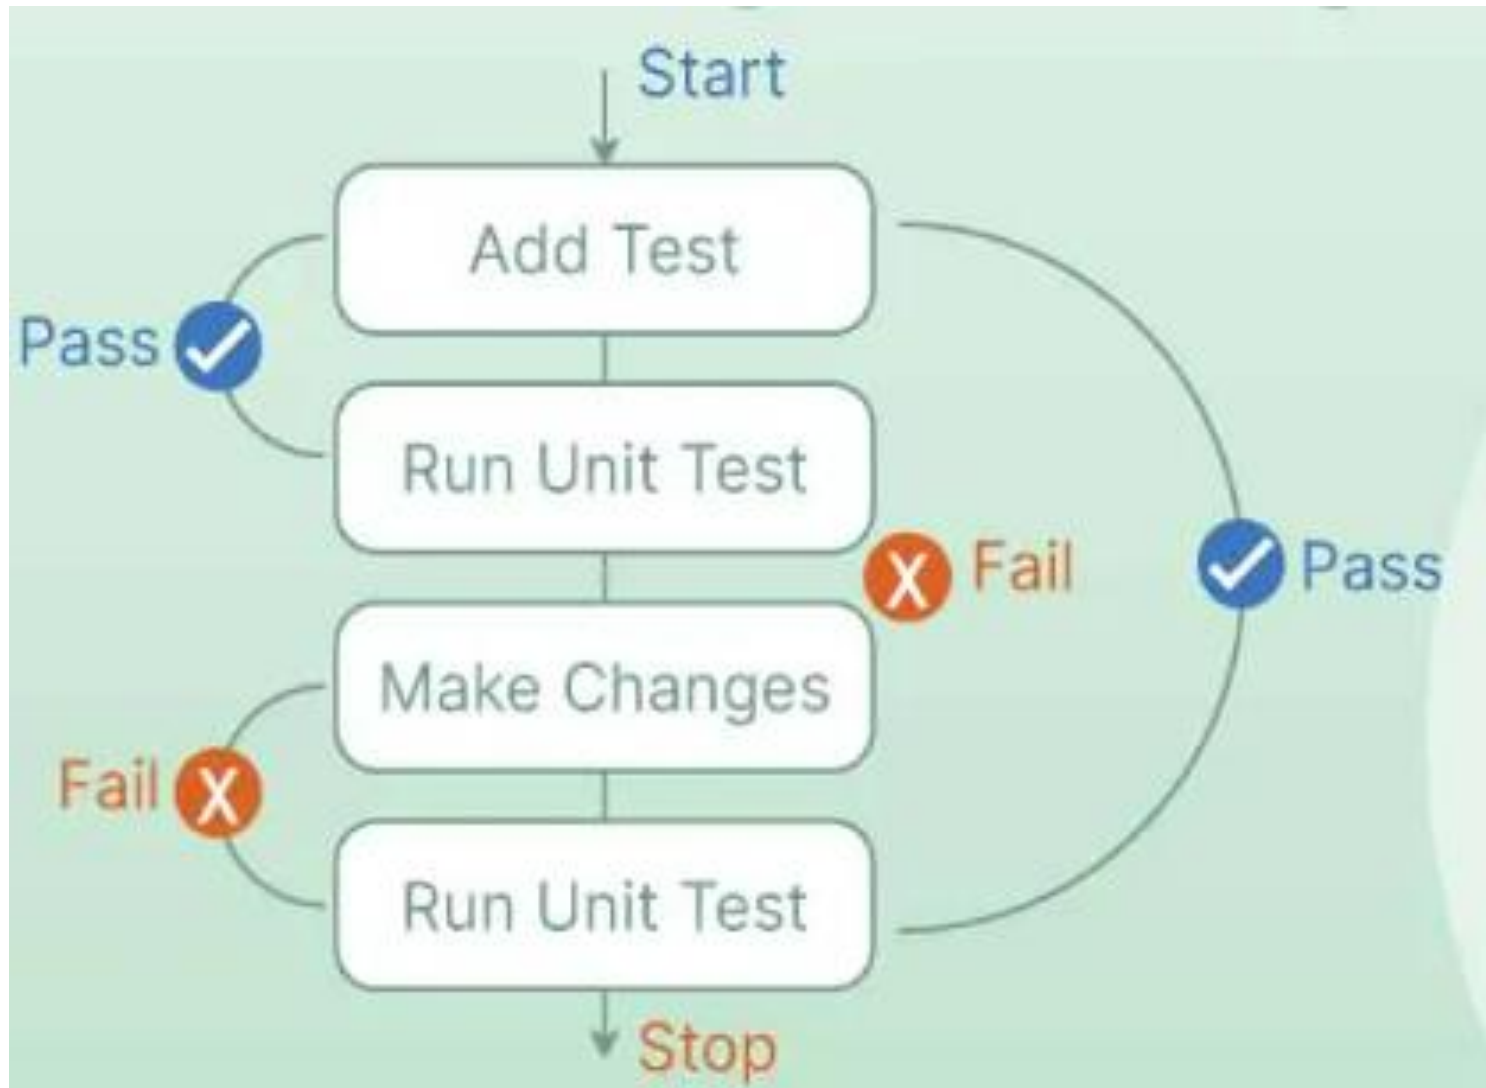 Start
Add Test
Pass
Run Unit Test
Fail
Pass
Make Changes
Fail
Run Unit Test
Stop